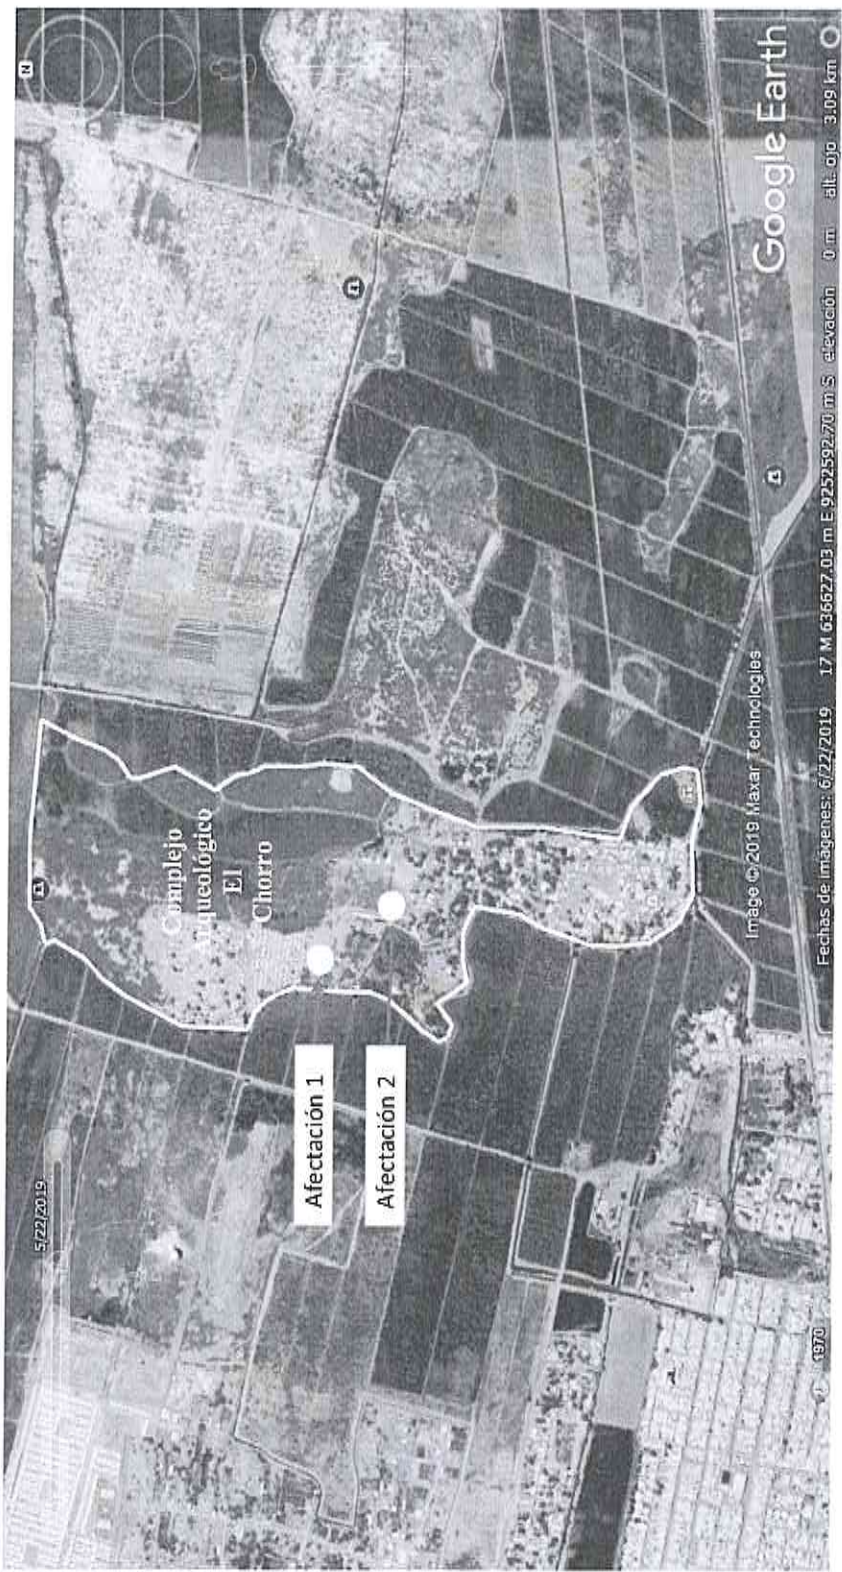 N
5/22/2019
Complejo
Arqueológico
El
Chorro
Afectación 1
Afectación 2
Image © 2019 Maxar Technologies
Google Earth
1970
Fechas de imágenes: 6/22/2019 17 M 636627.03 m E 9252592.70 m S elevación 0 m alt. ojo 3.09 km